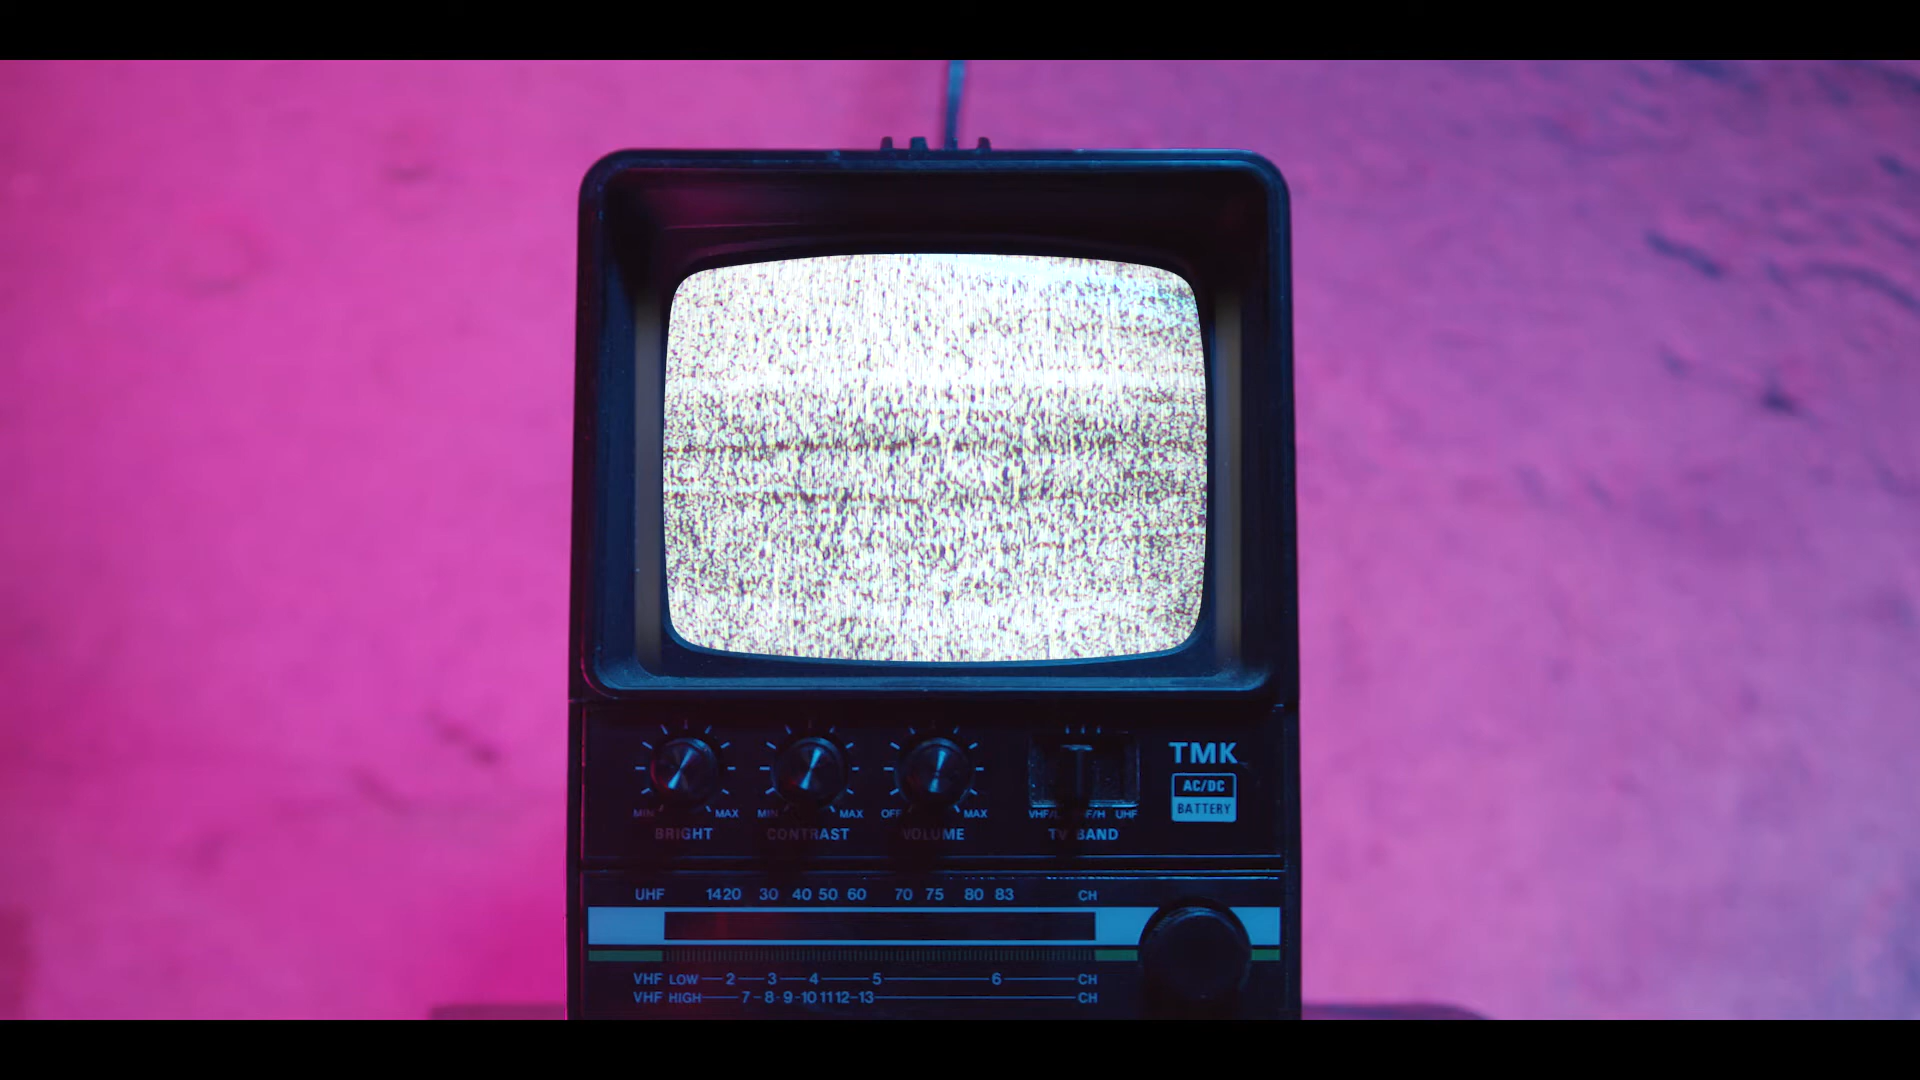 TMK
AC/DC
BATTERY
MIN MAX MIN MAX OFF MAX VHF/L VHF/H UHF
BRIGHT CONTRAST VOLUME TV BAND
UHF 1420 30 40 50 60 70 75 80 83 CH
VHF LOW 2 3 4 5 6 CH
VHF HIGH 7 8 9 10 11 12 13 CH